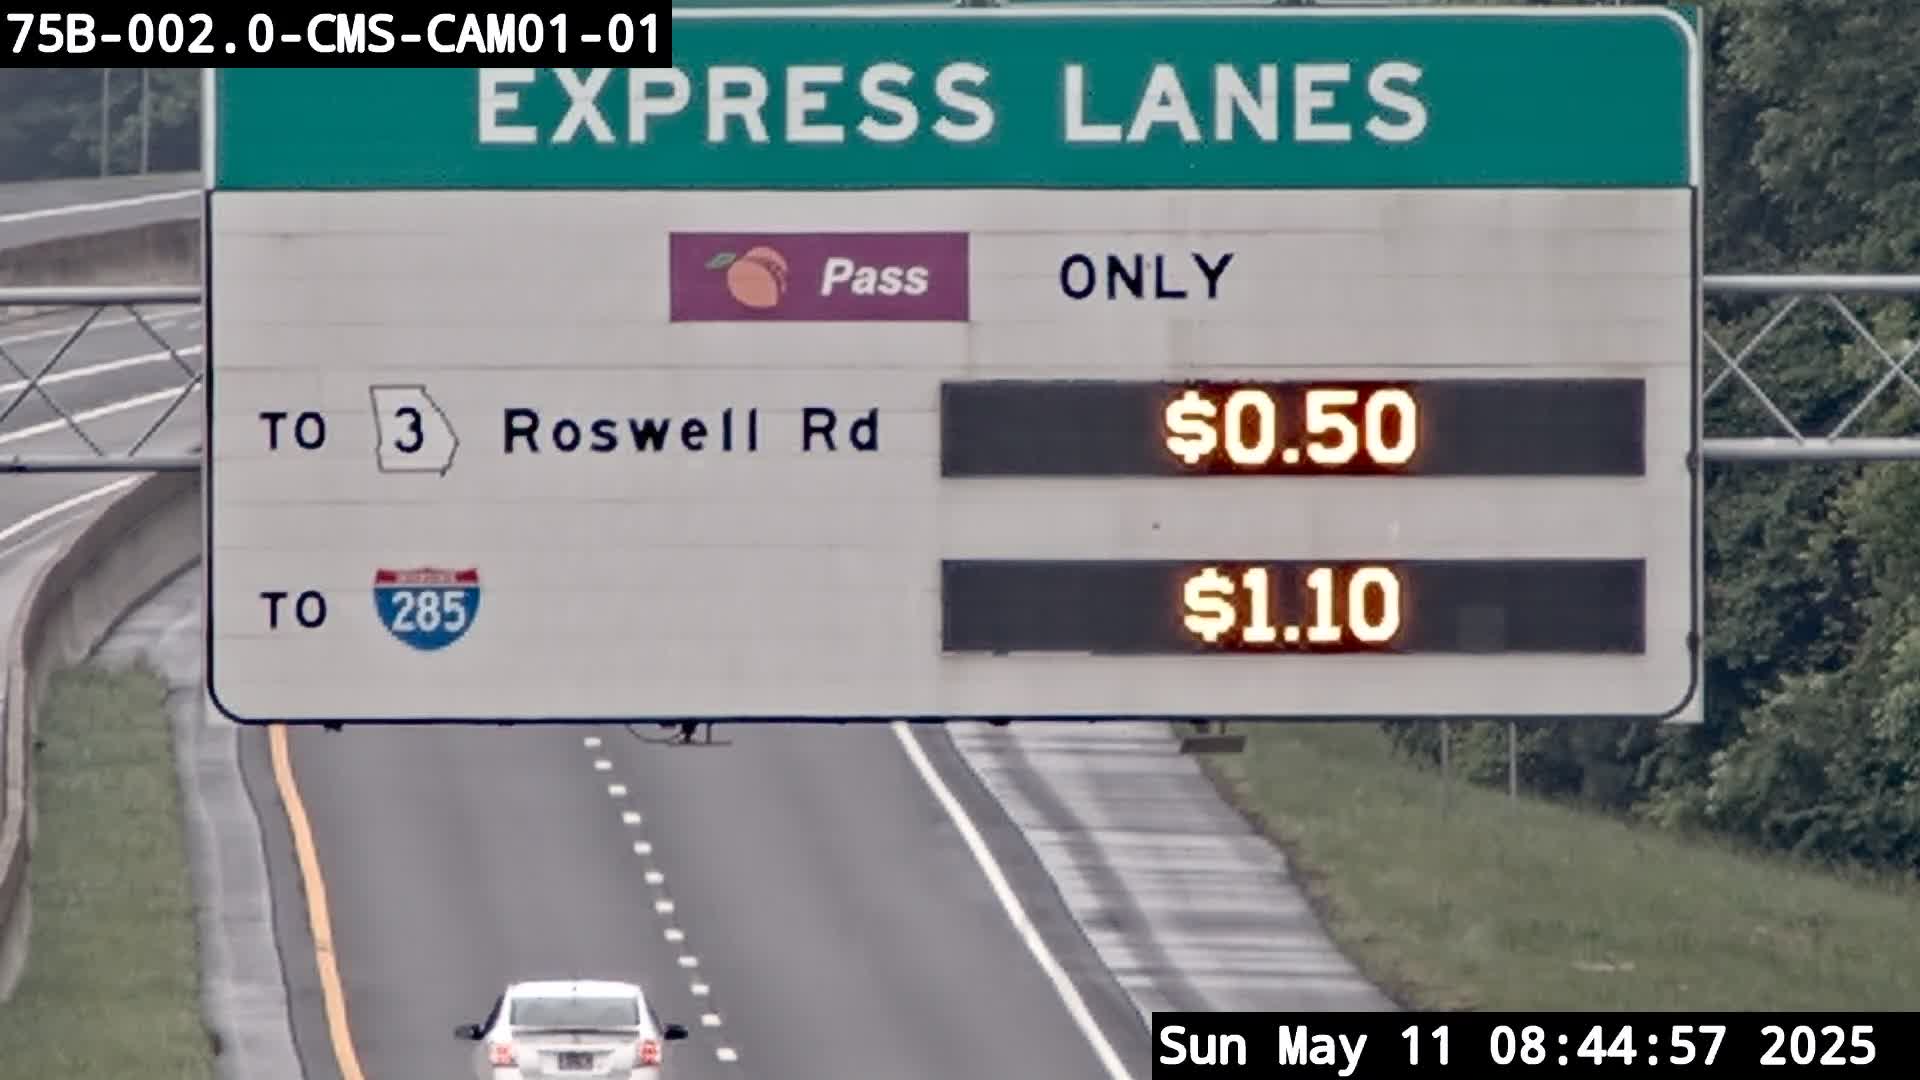 75B-002.0-CMS-CAM01-01
EXPRESS LANES
Pass ONLY
TO 3 Roswell Rd $0.50
TO 285 $1.10
Sun May 11 08:44:57 2025